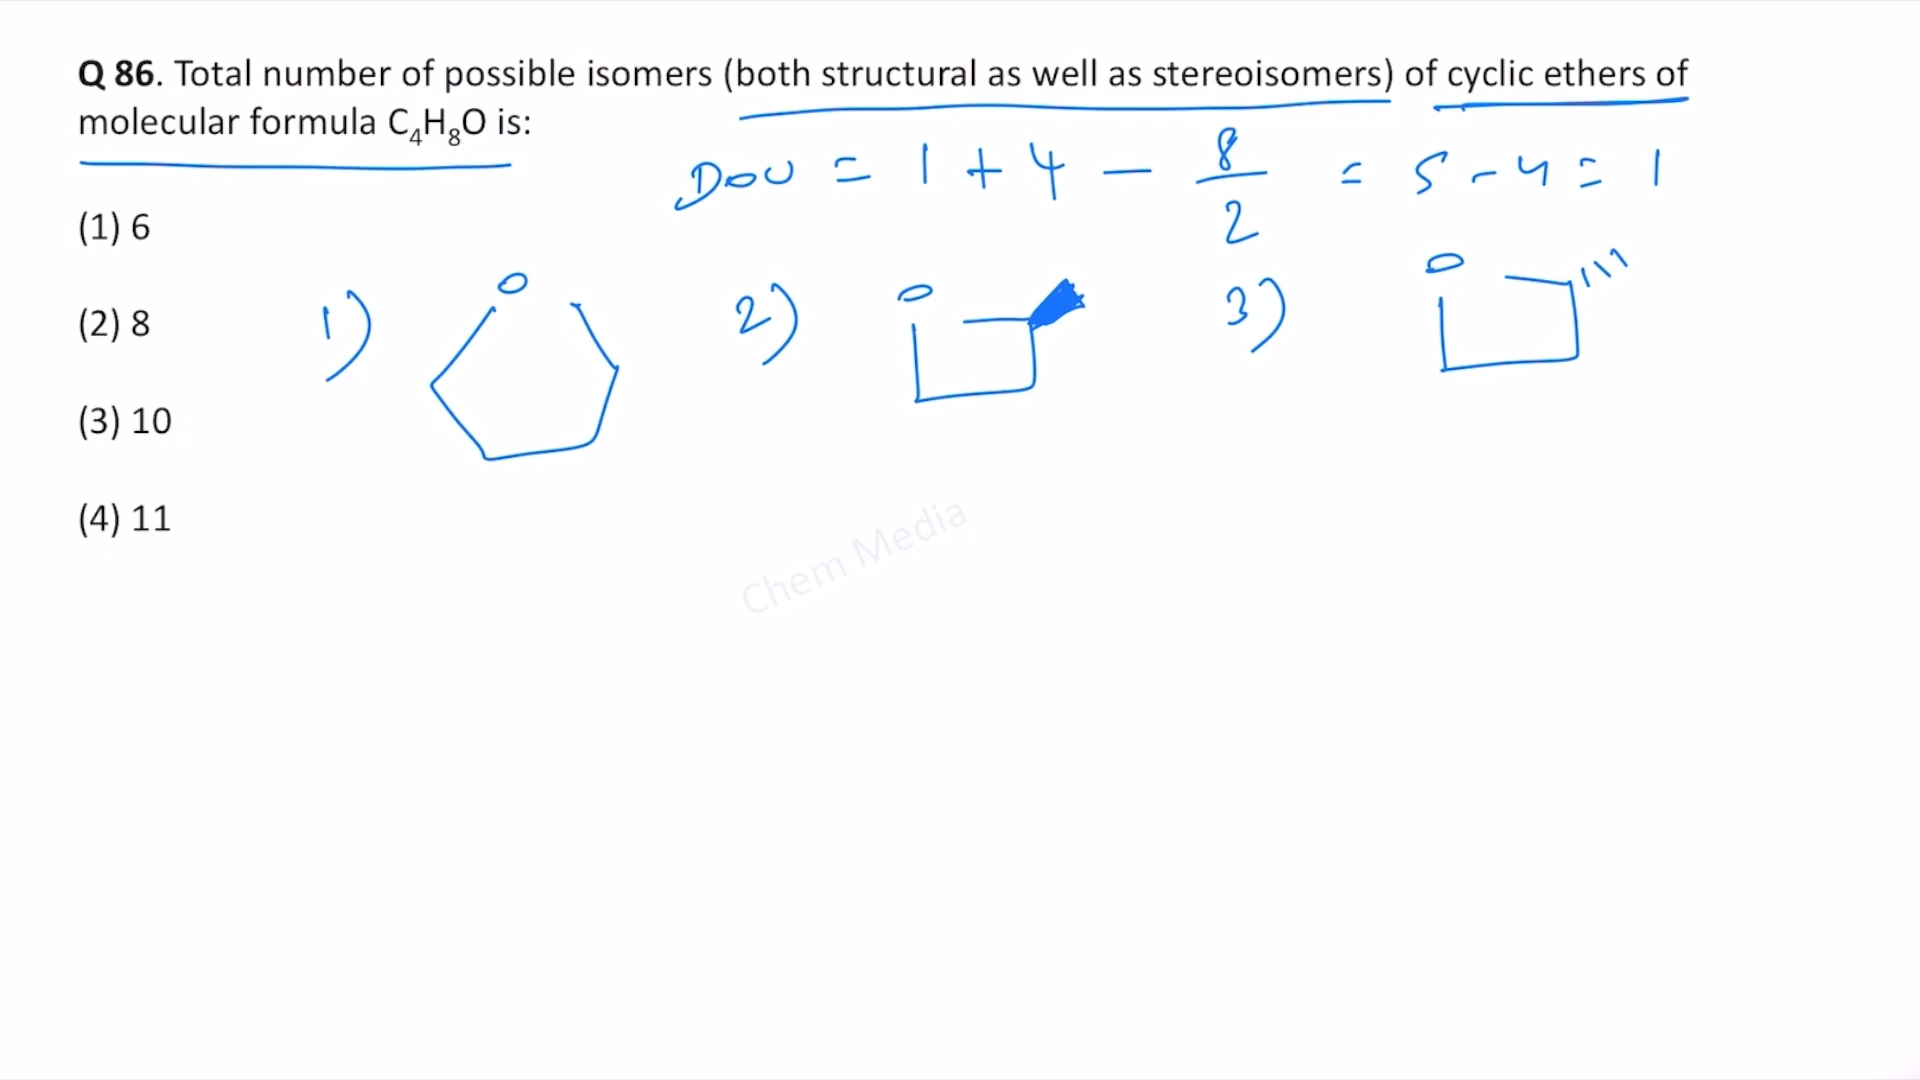 Q 86. Total number of possible isomers (both structural as well as stereoisomers) of cyclic ethers of
molecular formula C₄H₈O is:
DoU = 1 + 4 - 8/2 = 5 - 4 = 1
(1) 6
(2) 8
(3) 10
(4) 11
1) O
2) O
3) O
Chem Media